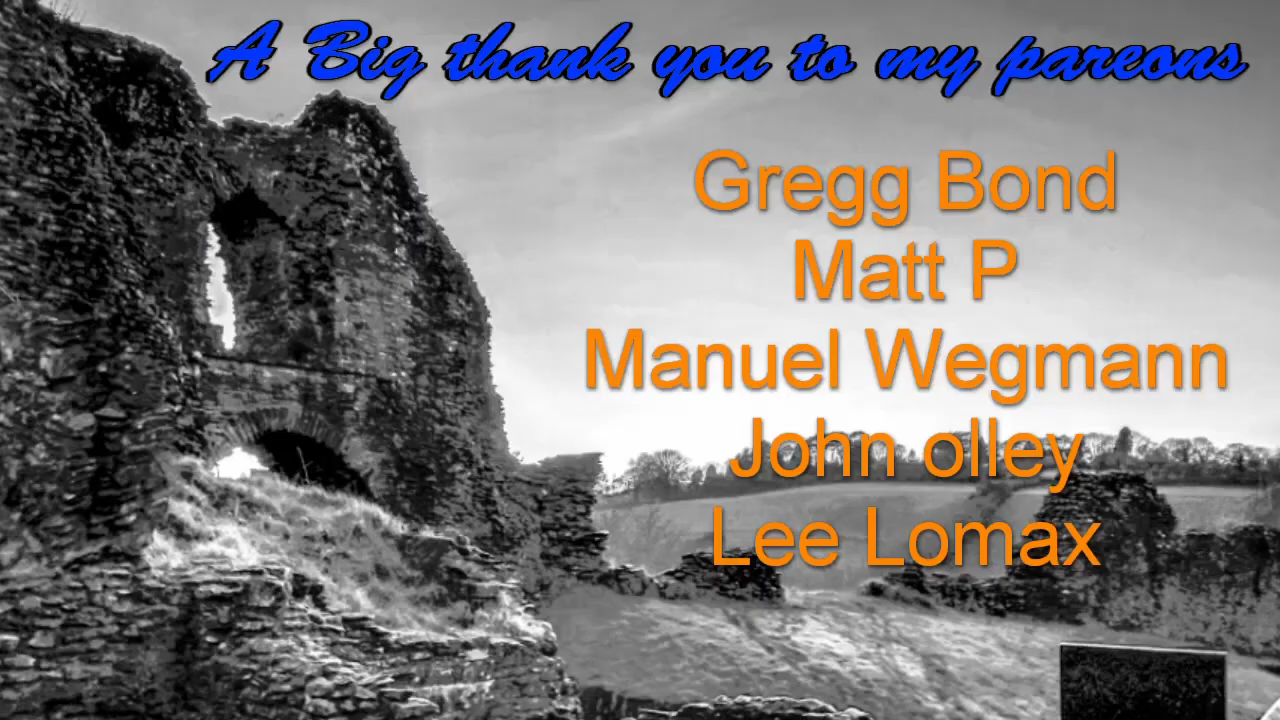 A Big thank you to my pareons
Gregg Bond
Matt P
Manuel Wegmann
John olley
Lee Lomax